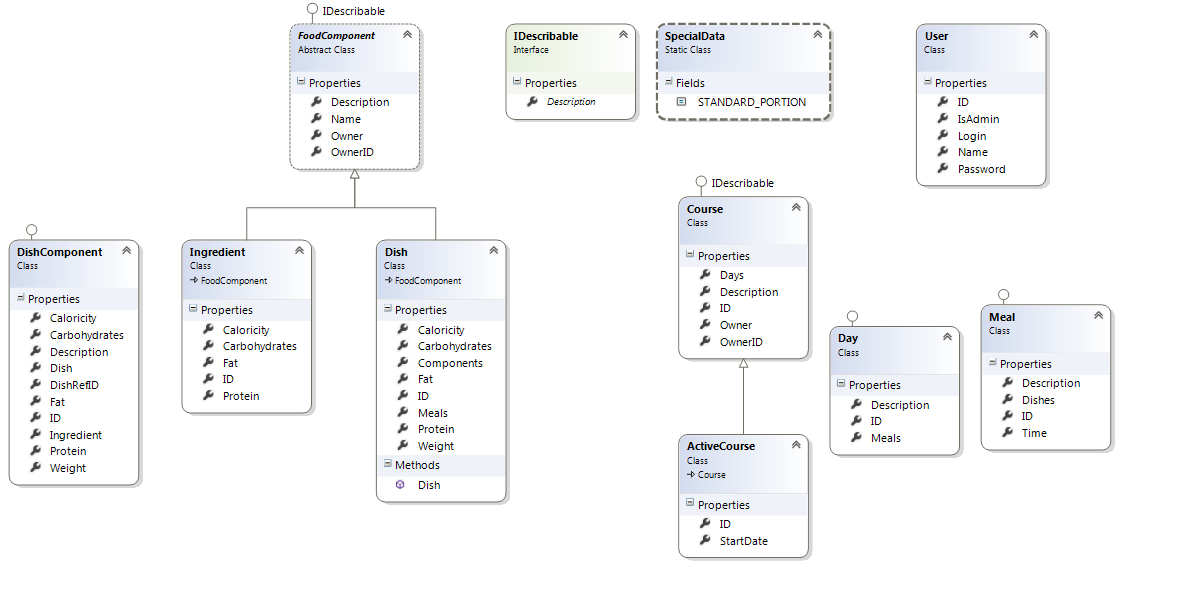 IDescribable
FoodComponent
Abstract Class
Properties
Description
Name
Owner
OwnerID
IDescribable
Interface
Properties
Description
SpecialData
Static Class
Fields
STANDARD_PORTION
User
Class
Properties
ID
IsAdmin
Login
Name
Password
DishComponent
Class
Properties
Caloricity
Carbohydrates
Description
Dish
DishRefID
Fat
ID
Ingredient
Protein
Weight
Ingredient
Class
FoodComponent
Properties
Caloricity
Carbohydrates
Fat
ID
Protein
Dish
Class
FoodComponent
Properties
Caloricity
Carbohydrates
Components
Fat
ID
Meals
Protein
Weight
Methods
Dish
IDescribable
Course
Class
Properties
Days
Description
ID
Owner
OwnerID
ActiveCourse
Class
Course
Properties
ID
StartDate
Day
Class
Properties
Description
ID
Meals
Meal
Class
Properties
Description
Dishes
ID
Time